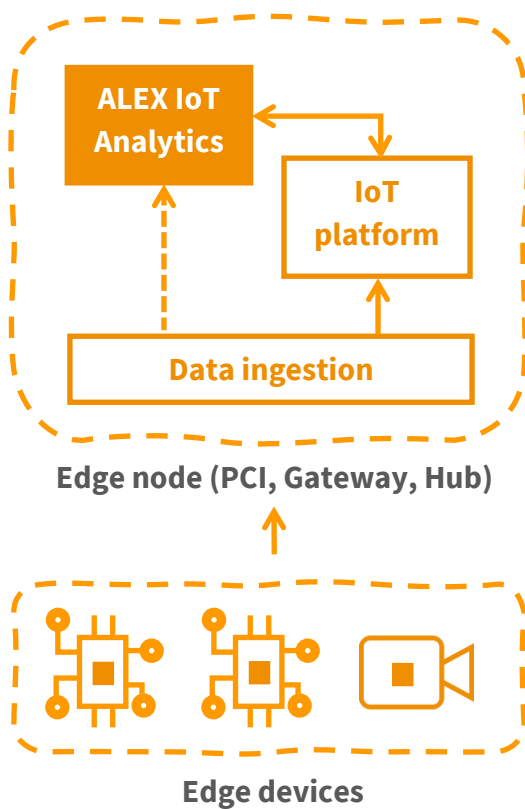 ALEX IoT
Analytics
IoT
platform
Data ingestion
Edge node (PCI, Gateway, Hub)
Edge devices